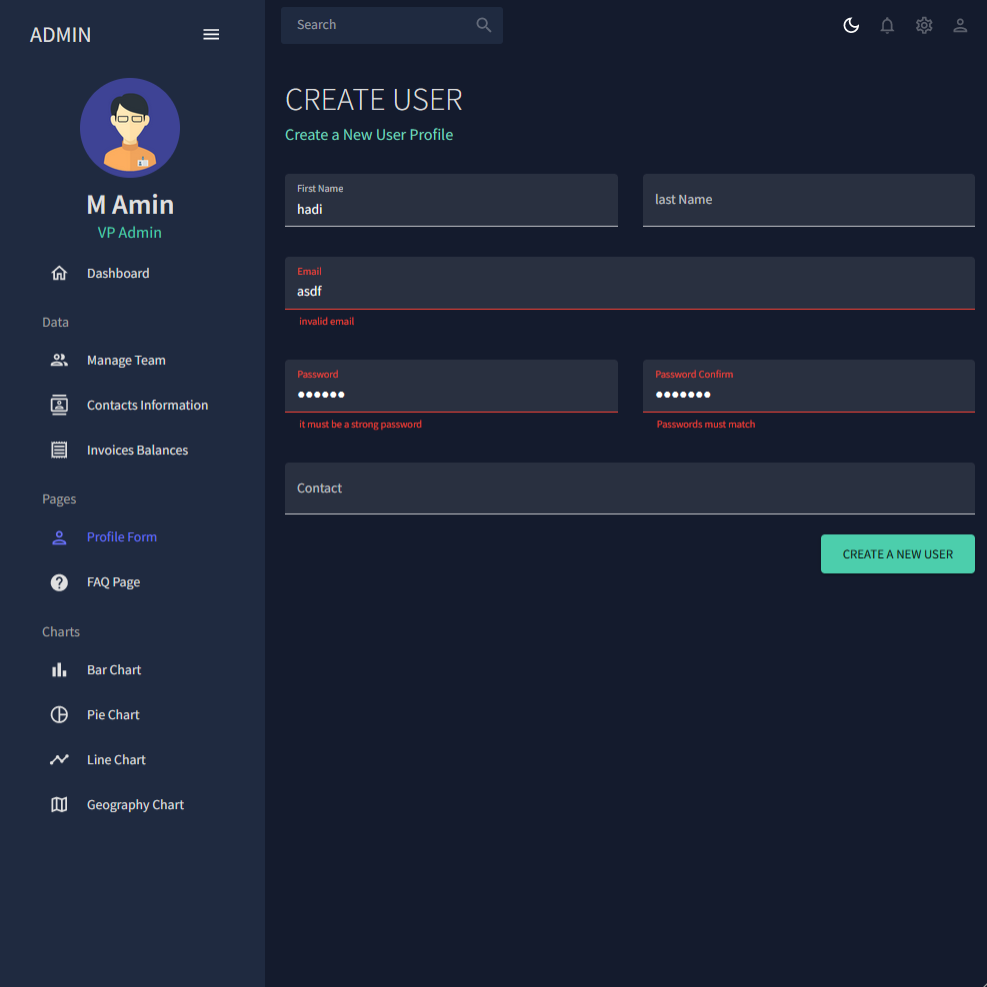 ADMIN
M Amin
VP Admin
Dashboard
Data
Manage Team
Contacts Information
Invoices Balances
Pages
Profile Form
FAQ Page
Charts
Bar Chart
Pie Chart
Line Chart
Geography Chart
Search
CREATE USER
Create a New User Profile
First Name
hadi
last Name
Email
asdf
invalid email
Password
••••••
it must be a strong password
Password Confirm
•••••••
Passwords must match
Contact
CREATE A NEW USER